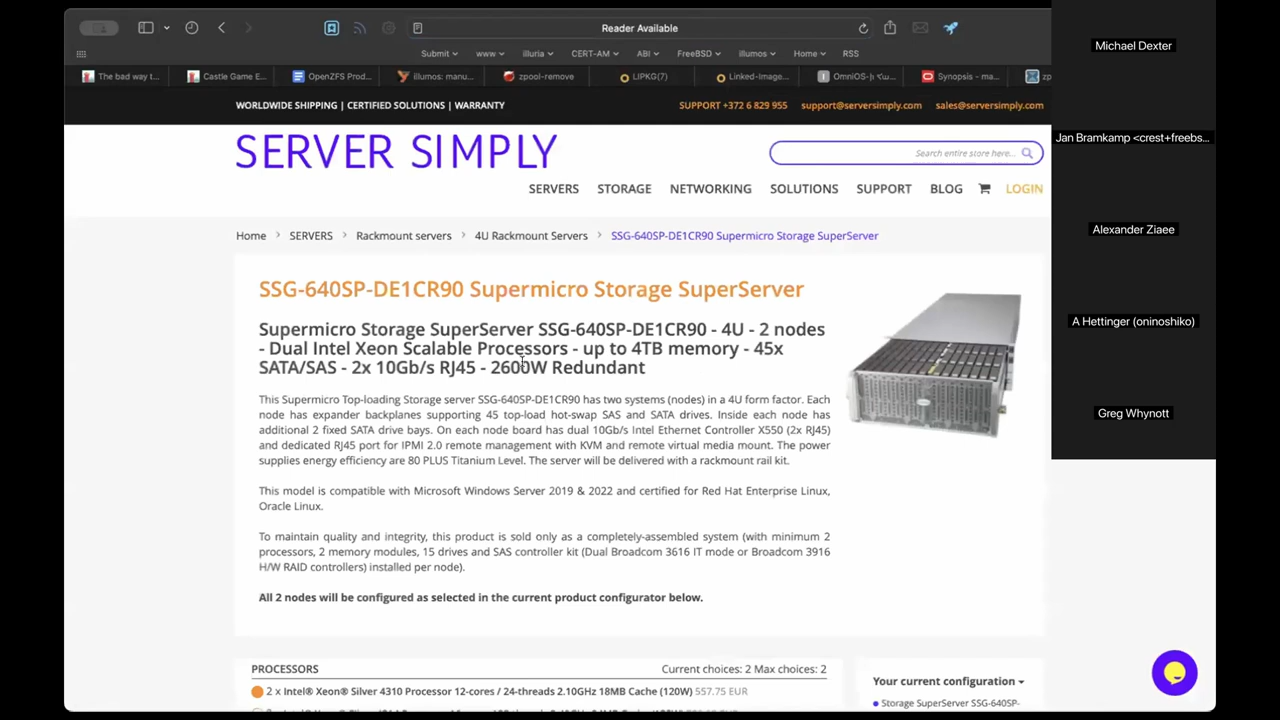 Reader Available
Submit
www
illuria
CERT-AM
ABI
FreeBSD
illumos
Home
RSS
The bad way t...
Castle Game E...
OpenZFS Prod...
illumos: manu...
zpool-remove
LIPKG(7)
Linked-Image...
Synopsis – ma...
zp
WORLDWIDE SHIPPING | CERTIFIED SOLUTIONS | WARRANTY
SUPPORT +372 6 829 955 support@serversimply.com sales@serversimply.com
SERVER SIMPLY
Search entire store here...
SERVERS STORAGE NETWORKING SOLUTIONS SUPPORT BLOG LOGIN
Home > SERVERS > Rackmount servers > 4U Rackmount Servers > SSG-640SP-DE1CR90 Supermicro Storage SuperServer
SSG-640SP-DE1CR90 Supermicro Storage SuperServer
Supermicro Storage SuperServer SSG-640SP-DE1CR90 - 4U - 2 nodes
- Dual Intel Xeon Scalable Processors - up to 4TB memory - 45x
SATA/SAS - 2x 10Gb/s RJ45 - 2600W Redundant
This Supermicro Top-loading Storage server SSG-640SP-DE1CR90 has two systems (nodes) in a 4U form factor. Each
node has expander backplanes supporting 45 top-load hot-swap SAS and SATA drives. Inside each node has
additional 2 fixed SATA drive bays. On each node board has dual 10Gb/s Intel Ethernet Controller X550 (2x RJ45)
and dedicated RJ45 port for IPMI 2.0 remote management with KVM and remote virtual media mount. The power
supplies energy efficiency are 80 PLUS Titanium Level. The server will be delivered with a rackmount rail kit.
This model is compatible with Microsoft Windows Server 2019 & 2022 and certified for Red Hat Enterprise Linux,
Oracle Linux.
To maintain quality and integrity, this product is sold only as a completely-assembled system (with minimum 2
processors, 2 memory modules, 15 drives and SAS controller kit (Dual Broadcom 3616 IT mode or Broadcom 3916
H/W RAID controllers) installed per node).
All 2 nodes will be configured as selected in the current product configurator below.
PROCESSORS
Current choices: 2 Max choices: 2
2 x Intel® Xeon® Silver 4310 Processor 12-cores / 24-threads 2.10GHz 18MB Cache (120W) 557.75 EUR
Your current configuration
Storage SuperServer SSG-640SP-
Michael Dexter
Jan Bramkamp <crest+freebs...
Alexander Ziaee
A Hettinger (oninoshiko)
Greg Whynott